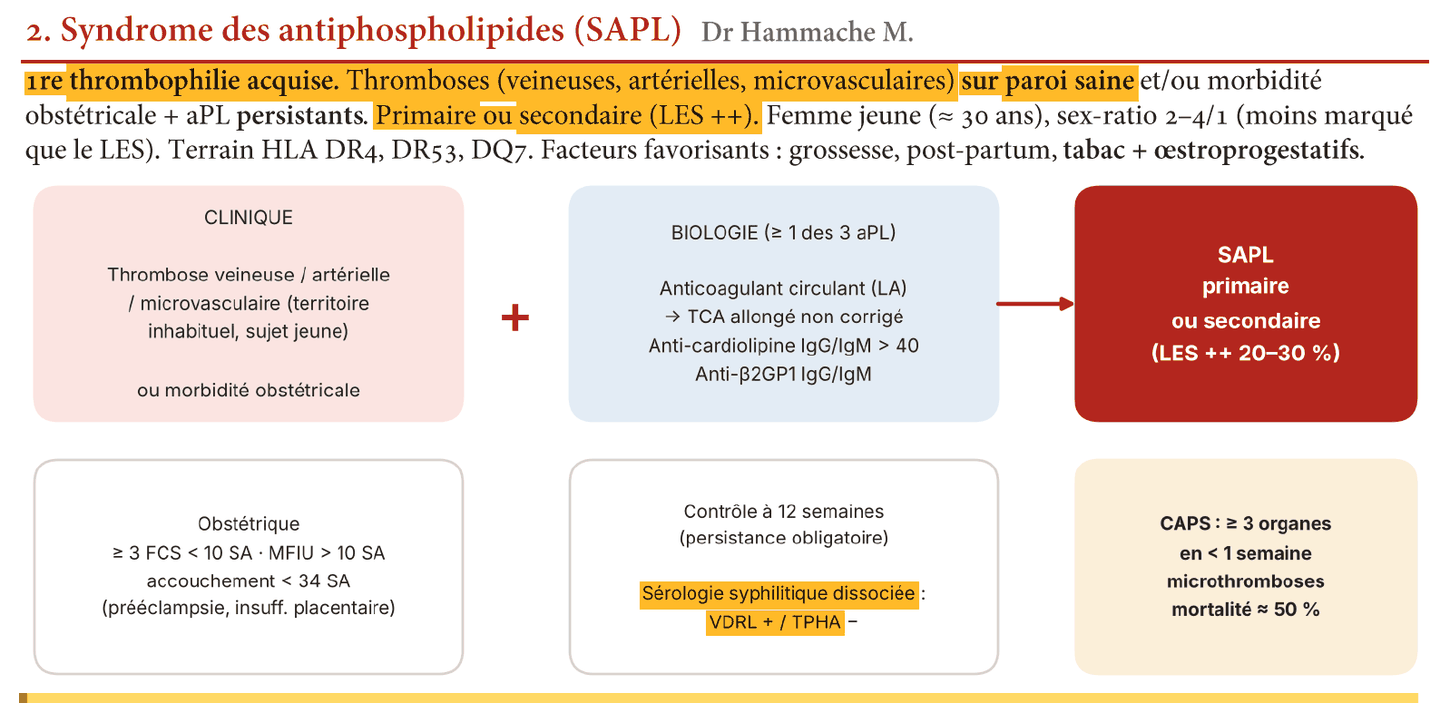 2. Syndrome des antiphospholipides (SAPL) Dr Hammache M.
1re thrombophilie acquise. Thromboses (veineuses, artérielles, microvasculaires) sur paroi saine et/ou morbidité
obstétricale + aPL persistants. Primaire ou secondaire (LES ++). Femme jeune (≈ 30 ans), sex-ratio 2–4/1 (moins marqué
que le LES). Terrain HLA DR4, DR53, DQ7. Facteurs favorisants : grossesse, post-partum, tabac + œstroprogestatifs.
CLINIQUE
Thrombose veineuse / artérielle
/ microvasculaire (territoire
inhabituel, sujet jeune)
ou morbidité obstétricale
+
BIOLOGIE (≥ 1 des 3 aPL)
Anticoagulant circulant (LA)
→ TCA allongé non corrigé
Anti-cardiolipine IgG/IgM > 40
Anti-β2GP1 IgG/IgM
SAPL
primaire
ou secondaire
(LES ++ 20–30 %)
Obstétrique
≥ 3 FCS < 10 SA · MFIU > 10 SA
accouchement < 34 SA
(prééclampsie, insuff. placentaire)
Contrôle à 12 semaines
(persistance obligatoire)
Sérologie syphilitique dissociée :
VDRL + / TPHA −
CAPS : ≥ 3 organes
en < 1 semaine
microthromboses
mortalité ≈ 50 %